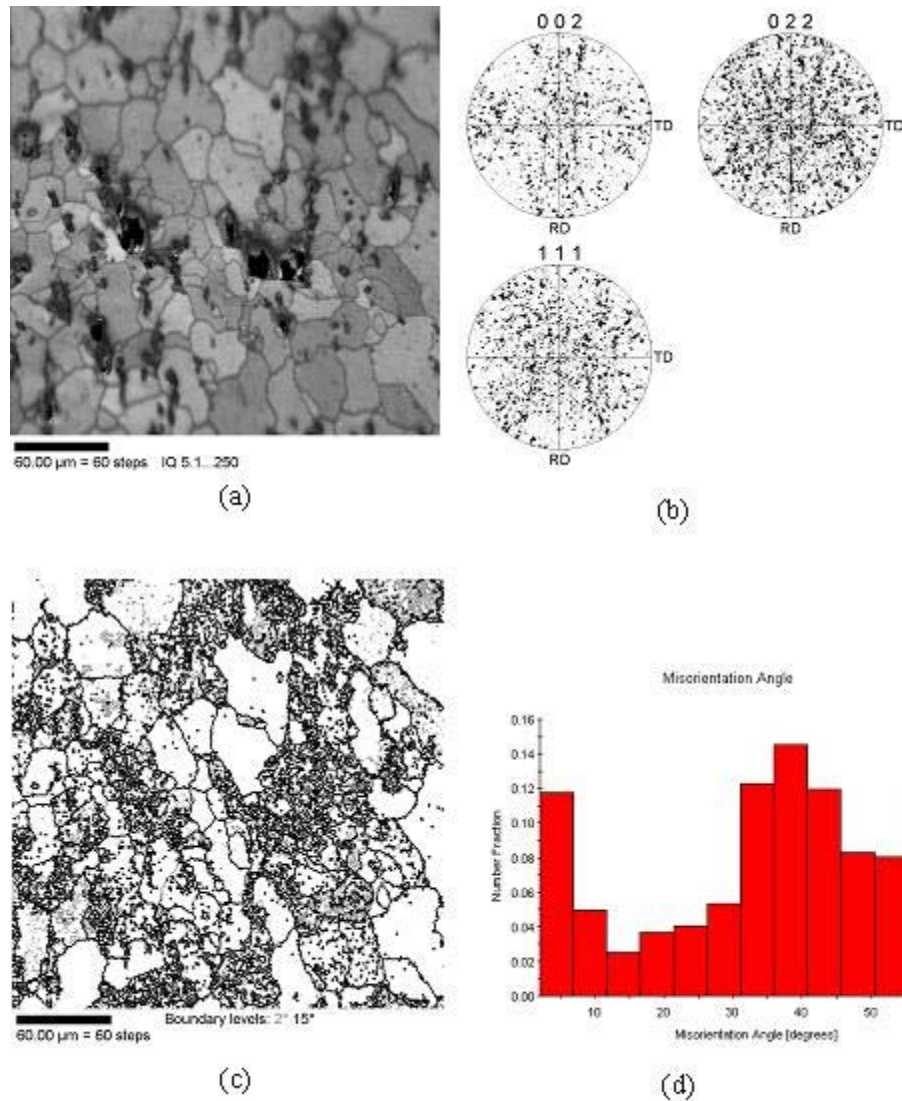 0 0 2
TD
RD
0 2 2
TD
RD
1 1 1
TD
RD
60.00 µm = 60 steps IQ 5.1...250
(a)
(b)
Boundary levels: 2° 15°
60.00 µm = 60 steps
(c)
Misorientation Angle
Number Fraction
0.16
0.14
0.12
0.10
0.08
0.06
0.04
0.02
0.00
10 20 30 40 50
Misorientation Angle [degrees]
(d)